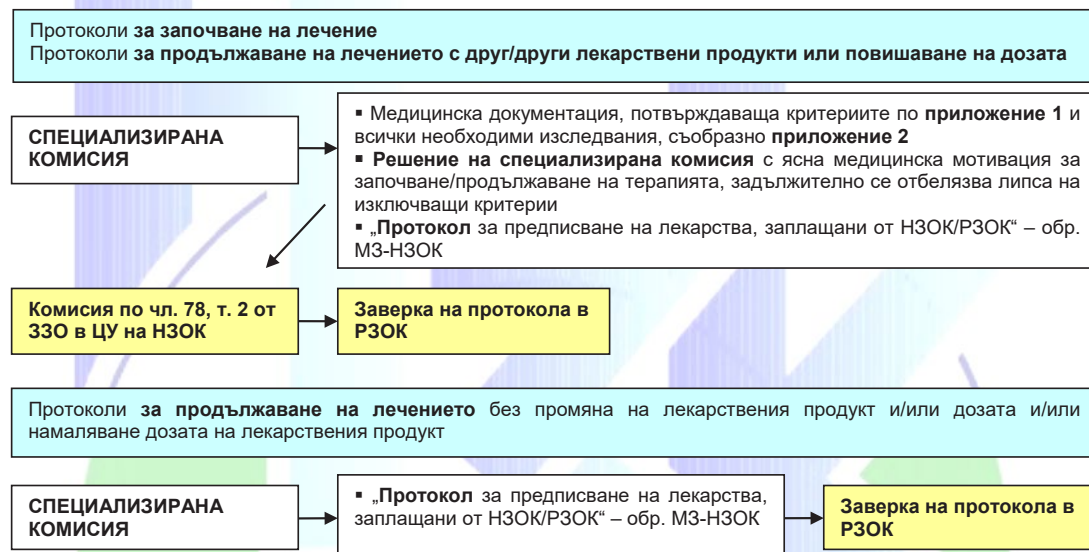 Протоколи за започване на лечение
Протоколи за продължаване на лечението с друг/други лекарствени продукти или повишаване на дозата
СПЕЦИАЛИЗИРАНА
КОМИСИЯ
▪ Медицинска документация, потвърждаваща критериите по приложение 1 и
всички необходими изследвания, съобразно приложение 2
▪ Решение на специализирана комисия с ясна медицинска мотивация за
започване/продължаване на терапията, задължително се отбелязва липса на
изключващи критерии
▪ „Протокол за предписване на лекарства, заплащани от НЗОК/РЗОК“ – обр.
МЗ-НЗОК
Комисия по чл. 78, т. 2 от
ЗЗО в ЦУ на НЗОК
Заверка на протокола в
РЗОК
Протоколи за продължаване на лечението без промяна на лекарствения продукт и/или дозата и/или
намаляване дозата на лекарствения продукт
СПЕЦИАЛИЗИРАНА
КОМИСИЯ
▪ „Протокол за предписване на лекарства,
заплащани от НЗОК/РЗОК“ – обр. МЗ-НЗОК
Заверка на протокола в
РЗОК